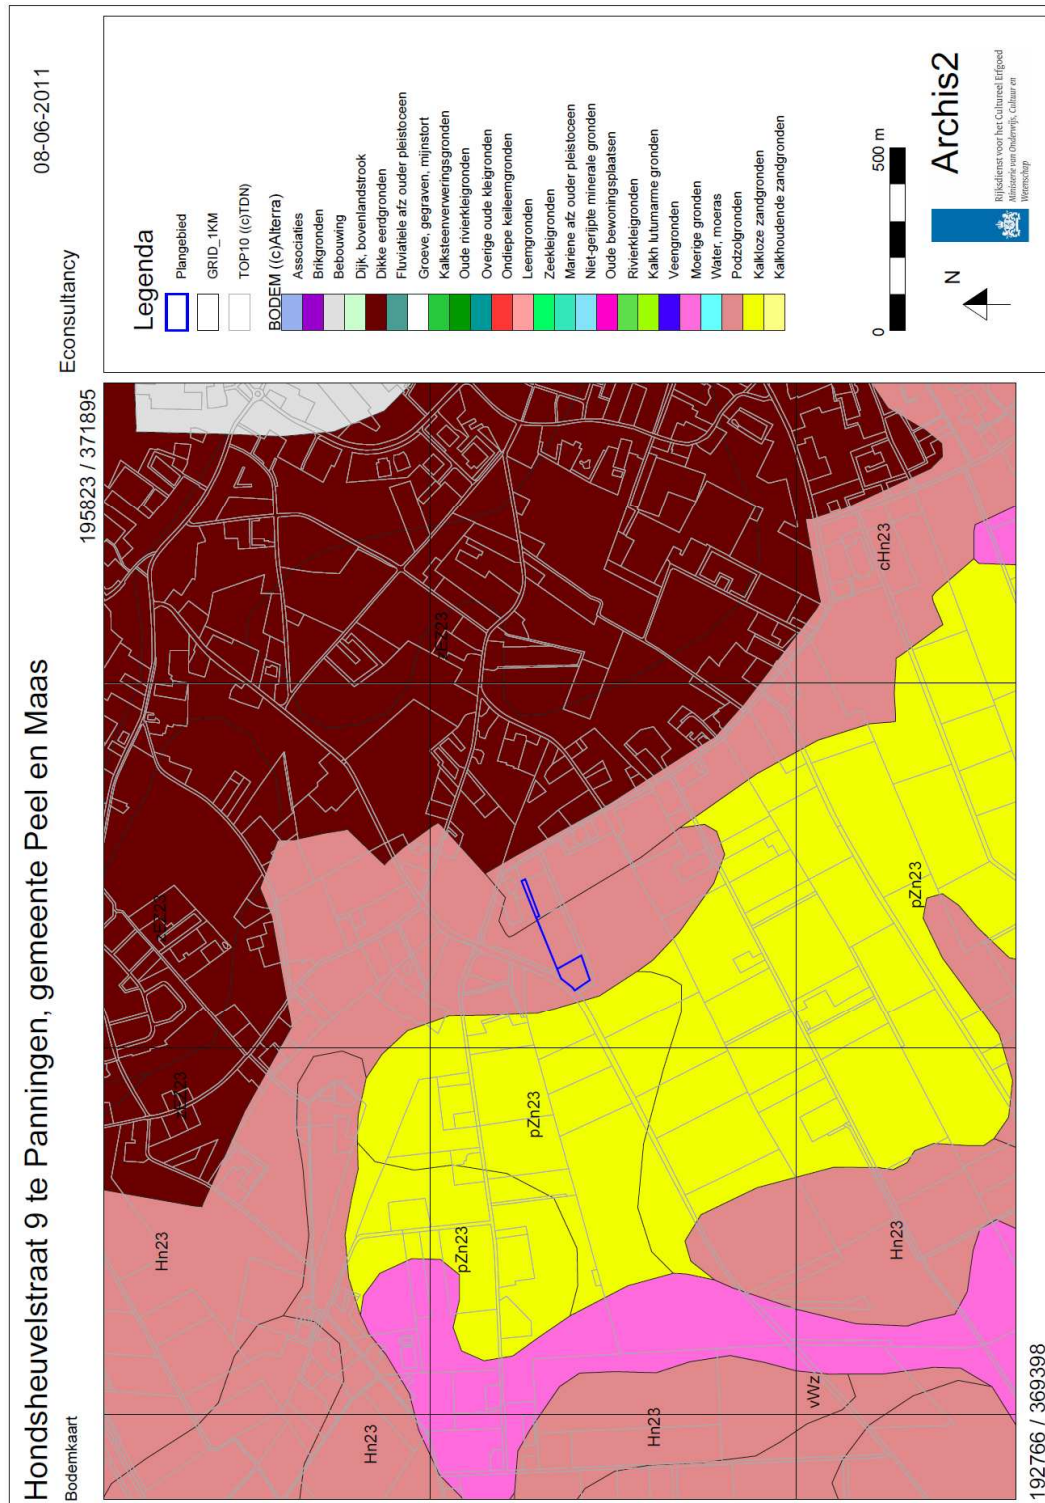 Hondsheuvelstraat 9 te Panningen, gemeente Peel en Maas
Bodemkaart
08-06-2011
Econsultancy
195823 / 371895
192766 / 369398
Hn23
Hn23
Hn23
Hn23
pZn23
pZn23
pZn23
cHn23
vWz
Legenda
Plangebied
GRID_1KM
TOP10 ((c)TDN)
BODEM ((c)Alterra)
Associaties
Brikgronden
Bebouwing
Dijk, bovenlandstrook
Dikke eerdgronden
Fluviatiele afz ouder pleistoceen
Groeve, gegraven, mijnstort
Kalksteenverweringsgronden
Oude rivierkleigronden
Overige oude kleigronden
Ondiepe keileemgronden
Leemgronden
Zeekleigronden
Mariene afz ouder pleistoceen
Niet-gerijpte minerale gronden
Oude bewoningsplaatsen
Rivierkleigronden
Kalkh lutumarme gronden
Veengronden
Moerige gronden
Water, moeras
Podzolgronden
Kalkloze zandgronden
Kalkhoudende zandgronden
0
500 m
N
Archis2
Rijksdienst voor het Cultureel Erfgoed
Ministerie van Onderwijs, Cultuur en
Wetenschap